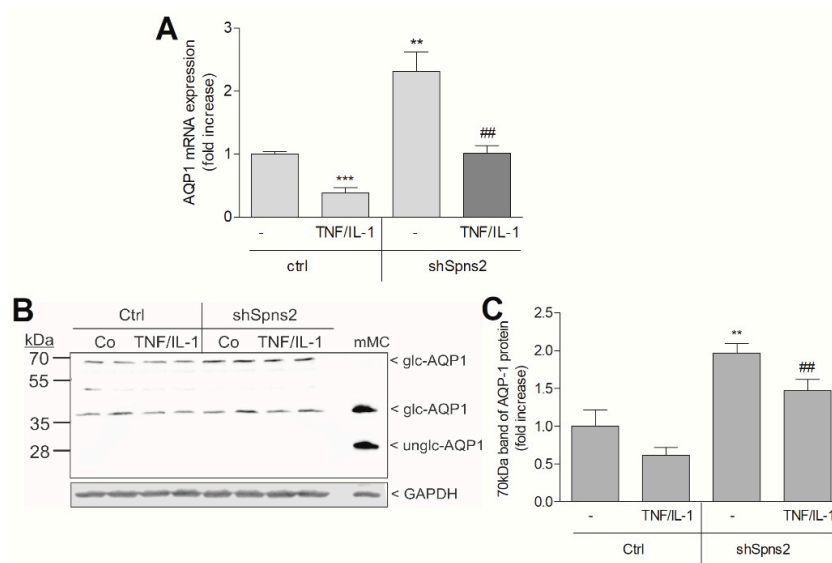 A
AQP1 mRNA expression
(fold increase)
3
2
1
0
**
***
##
-
TNF/IL-1
-
TNF/IL-1
ctrl
shSpns2
B
Ctrl
shSpns2
kDa
Co
TNF/IL-1
Co
TNF/IL-1
mMC
70
55
35
28
< glc-AQP1
< glc-AQP1
< unglc-AQP1
< GAPDH
C
70kDa band of AQP-1 protein
(fold increase)
2.5
2.0
1.5
1.0
0.5
0.0
**
##
-
TNF/IL-1
-
TNF/IL-1
Ctrl
shSpns2